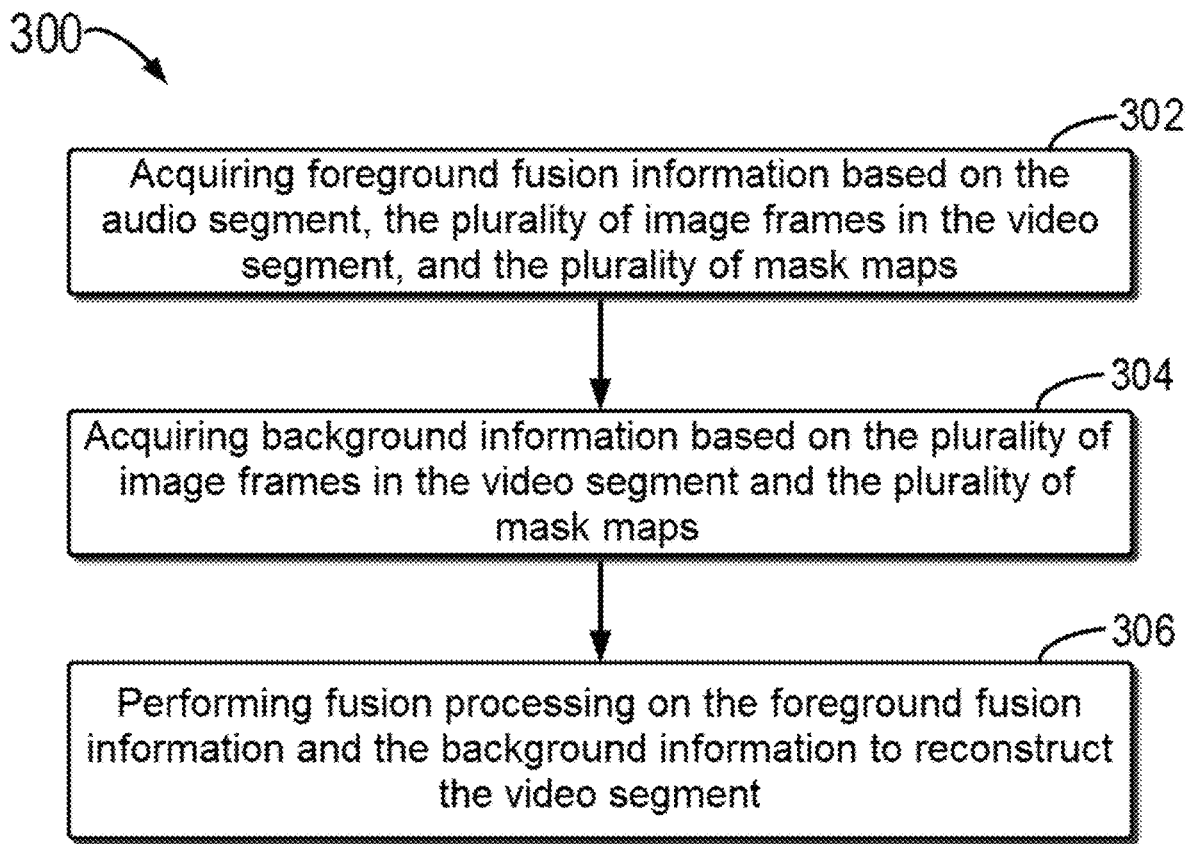 300
302
Acquiring foreground fusion information based on the
audio segment, the plurality of image frames in the video
segment, and the plurality of mask maps
304
Acquiring background information based on the plurality of
image frames in the video segment and the plurality of
mask maps
306
Performing fusion processing on the foreground fusion
information and the background information to reconstruct
the video segment